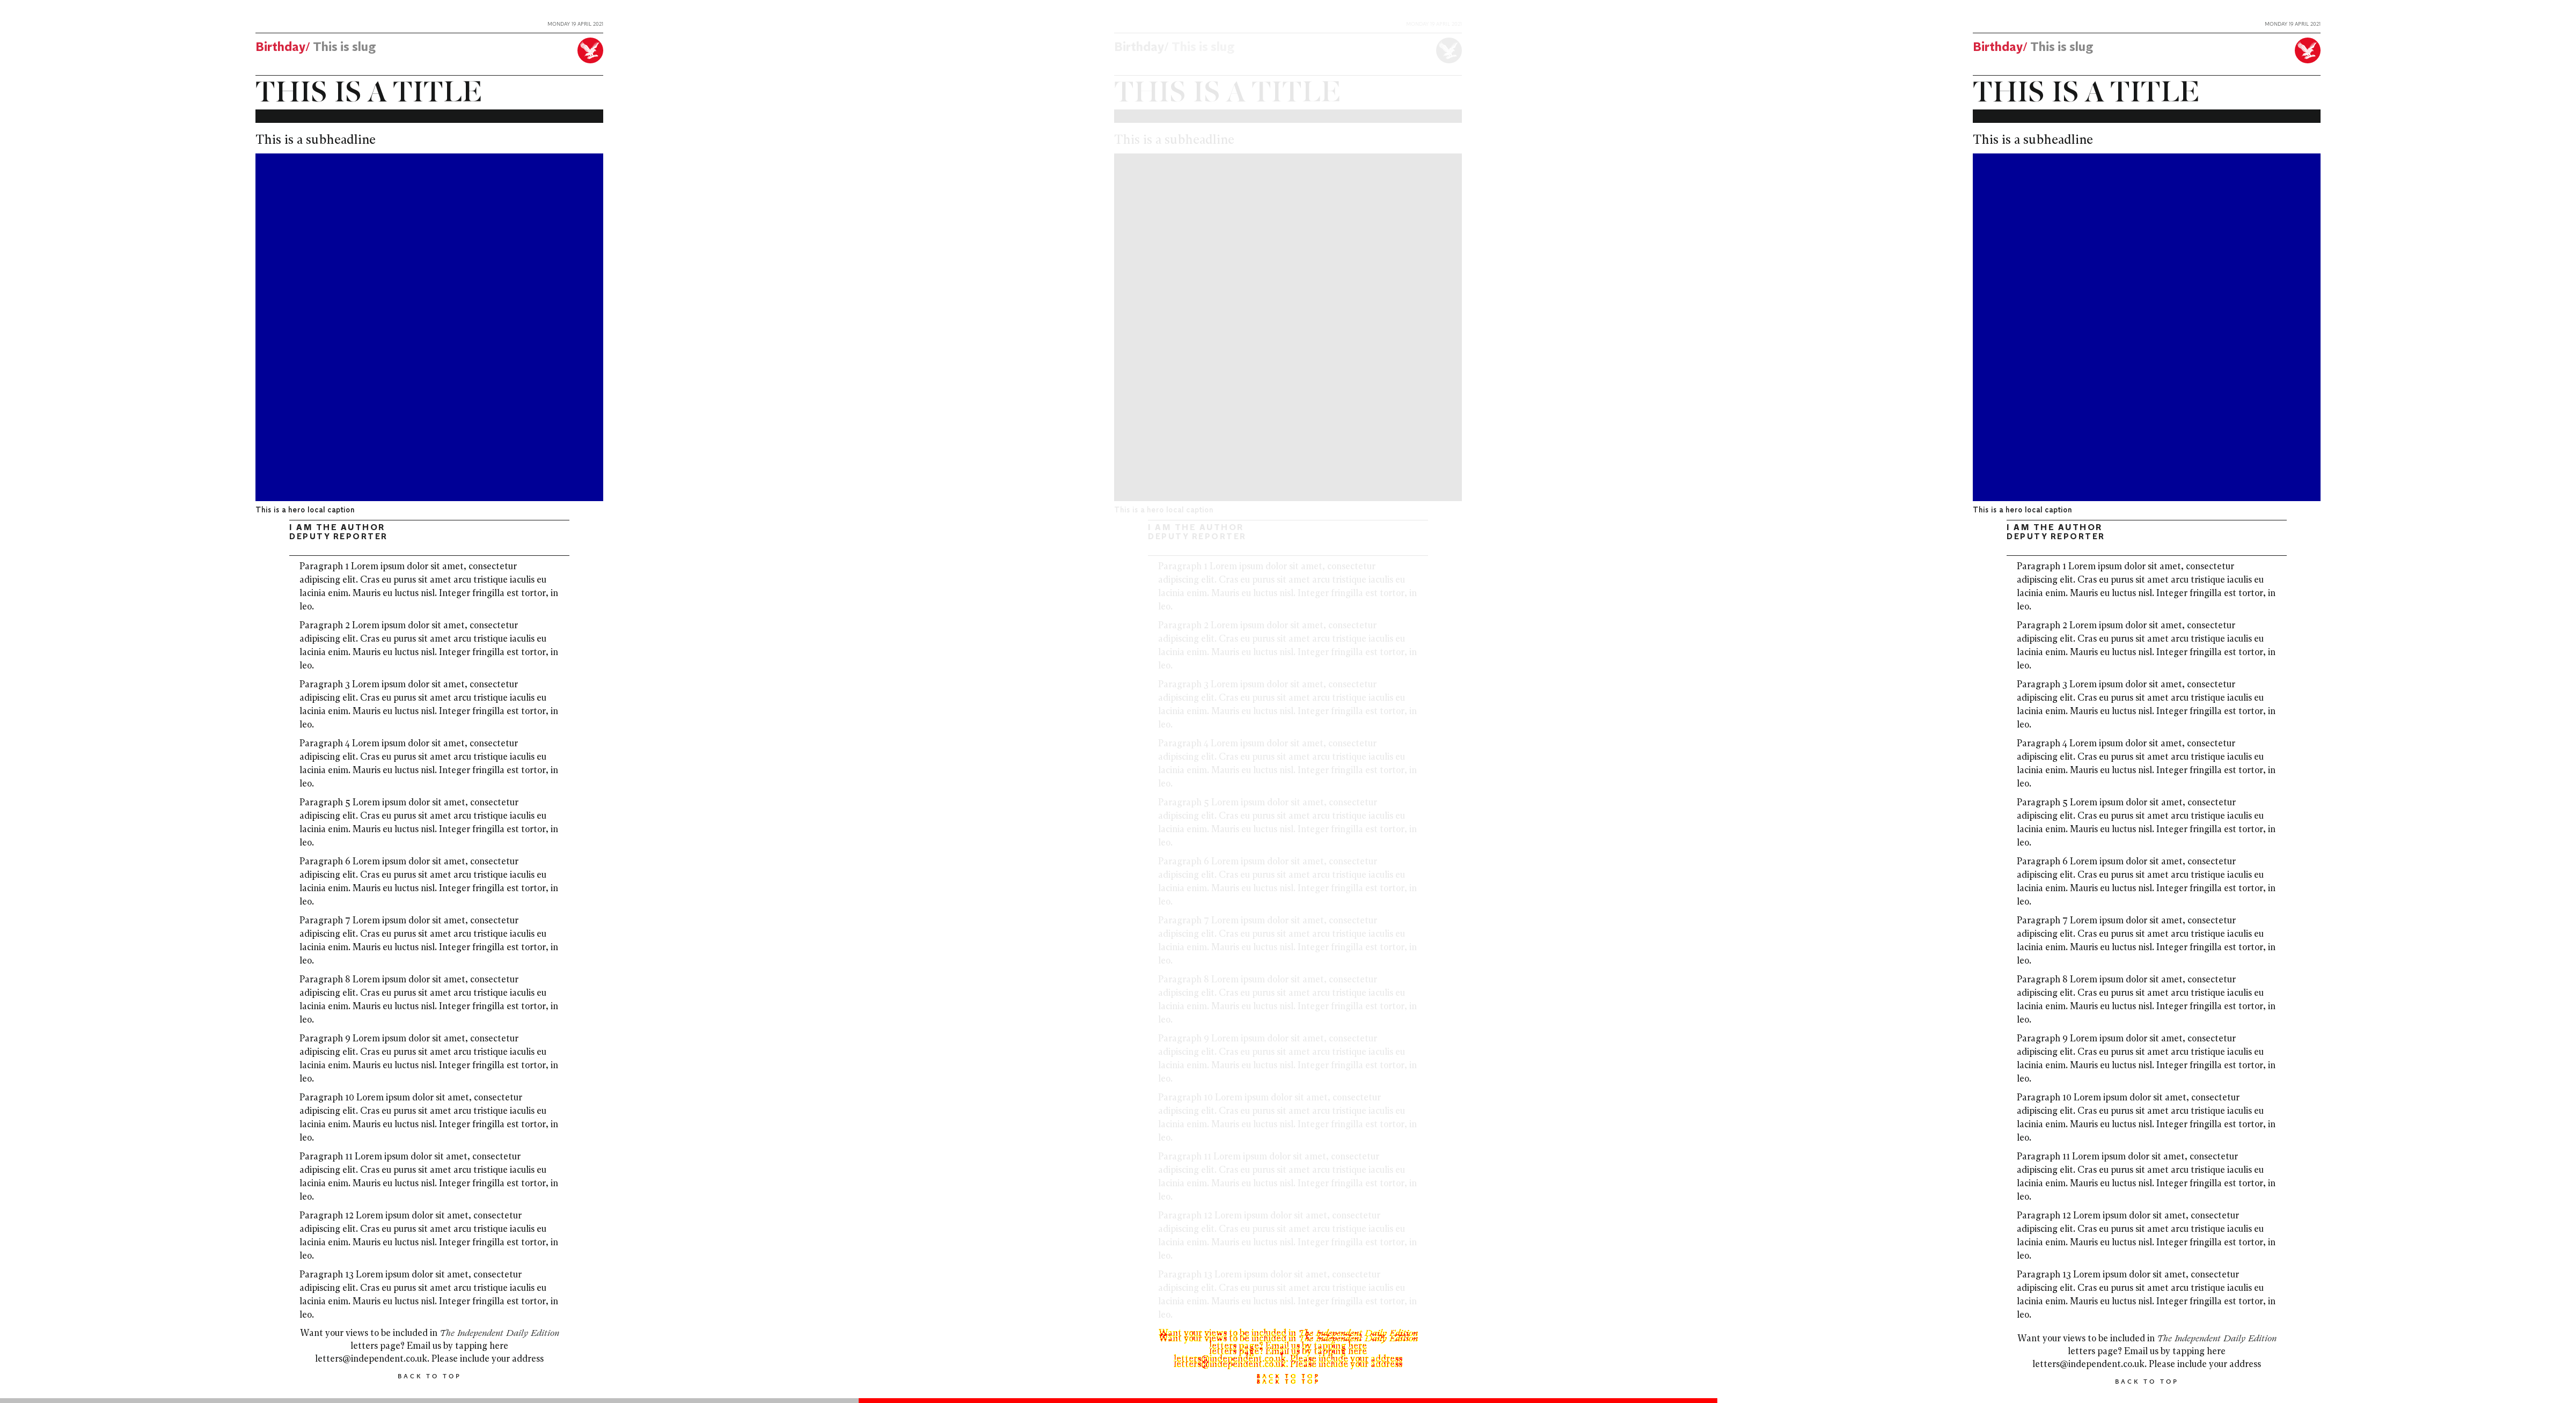 MONDAY 19 APRIL 2021
Birthday/ This is slug
THIS IS A TITLE
This is a subheadline
This is a hero local caption
I AM THE AUTHOR
DEPUTY REPORTER
Paragraph 1 Lorem ipsum dolor sit amet, consectetur
adipiscing elit. Cras eu purus sit amet arcu tristique iaculis eu
lacinia enim. Mauris eu luctus nisl. Integer fringilla est tortor, in
leo.
Paragraph 2 Lorem ipsum dolor sit amet, consectetur
adipiscing elit. Cras eu purus sit amet arcu tristique iaculis eu
lacinia enim. Mauris eu luctus nisl. Integer fringilla est tortor, in
leo.
Paragraph 3 Lorem ipsum dolor sit amet, consectetur
adipiscing elit. Cras eu purus sit amet arcu tristique iaculis eu
lacinia enim. Mauris eu luctus nisl. Integer fringilla est tortor, in
leo.
Paragraph 4 Lorem ipsum dolor sit amet, consectetur
adipiscing elit. Cras eu purus sit amet arcu tristique iaculis eu
lacinia enim. Mauris eu luctus nisl. Integer fringilla est tortor, in
leo.
Paragraph 5 Lorem ipsum dolor sit amet, consectetur
adipiscing elit. Cras eu purus sit amet arcu tristique iaculis eu
lacinia enim. Mauris eu luctus nisl. Integer fringilla est tortor, in
leo.
Paragraph 6 Lorem ipsum dolor sit amet, consectetur
adipiscing elit. Cras eu purus sit amet arcu tristique iaculis eu
lacinia enim. Mauris eu luctus nisl. Integer fringilla est tortor, in
leo.
Paragraph 7 Lorem ipsum dolor sit amet, consectetur
adipiscing elit. Cras eu purus sit amet arcu tristique iaculis eu
lacinia enim. Mauris eu luctus nisl. Integer fringilla est tortor, in
leo.
Paragraph 8 Lorem ipsum dolor sit amet, consectetur
adipiscing elit. Cras eu purus sit amet arcu tristique iaculis eu
lacinia enim. Mauris eu luctus nisl. Integer fringilla est tortor, in
leo.
Paragraph 9 Lorem ipsum dolor sit amet, consectetur
adipiscing elit. Cras eu purus sit amet arcu tristique iaculis eu
lacinia enim. Mauris eu luctus nisl. Integer fringilla est tortor, in
leo.
Paragraph 10 Lorem ipsum dolor sit amet, consectetur
adipiscing elit. Cras eu purus sit amet arcu tristique iaculis eu
lacinia enim. Mauris eu luctus nisl. Integer fringilla est tortor, in
leo.
Paragraph 11 Lorem ipsum dolor sit amet, consectetur
adipiscing elit. Cras eu purus sit amet arcu tristique iaculis eu
lacinia enim. Mauris eu luctus nisl. Integer fringilla est tortor, in
leo.
Paragraph 12 Lorem ipsum dolor sit amet, consectetur
adipiscing elit. Cras eu purus sit amet arcu tristique iaculis eu
lacinia enim. Mauris eu luctus nisl. Integer fringilla est tortor, in
leo.
Paragraph 13 Lorem ipsum dolor sit amet, consectetur
adipiscing elit. Cras eu purus sit amet arcu tristique iaculis eu
lacinia enim. Mauris eu luctus nisl. Integer fringilla est tortor, in
leo.
Want your views to be included in The Independent Daily Edition
letters page? Email us by tapping here
letters@independent.co.uk. Please include your address
BACK TO TOP
Birthday/ This is slug
THIS IS A TITLE
This is a subheadline
This is a hero local caption
I AM THE AUTHOR
DEPUTY REPORTER
Paragraph 1 Lorem ipsum dolor sit amet, consectetur
adipiscing elit. Cras eu purus sit amet arcu tristique iaculis eu
lacinia enim. Mauris eu luctus nisl. Integer fringilla est tortor, in
leo.
Paragraph 2 Lorem ipsum dolor sit amet, consectetur
adipiscing elit. Cras eu purus sit amet arcu tristique iaculis eu
lacinia enim. Mauris eu luctus nisl. Integer fringilla est tortor, in
leo.
Paragraph 3 Lorem ipsum dolor sit amet, consectetur
adipiscing elit. Cras eu purus sit amet arcu tristique iaculis eu
lacinia enim. Mauris eu luctus nisl. Integer fringilla est tortor, in
leo.
Paragraph 4 Lorem ipsum dolor sit amet, consectetur
adipiscing elit. Cras eu purus sit amet arcu tristique iaculis eu
lacinia enim. Mauris eu luctus nisl. Integer fringilla est tortor, in
leo.
Paragraph 5 Lorem ipsum dolor sit amet, consectetur
adipiscing elit. Cras eu purus sit amet arcu tristique iaculis eu
lacinia enim. Mauris eu luctus nisl. Integer fringilla est tortor, in
leo.
Paragraph 6 Lorem ipsum dolor sit amet, consectetur
adipiscing elit. Cras eu purus sit amet arcu tristique iaculis eu
lacinia enim. Mauris eu luctus nisl. Integer fringilla est tortor, in
leo.
Paragraph 7 Lorem ipsum dolor sit amet, consectetur
adipiscing elit. Cras eu purus sit amet arcu tristique iaculis eu
lacinia enim. Mauris eu luctus nisl. Integer fringilla est tortor, in
leo.
Paragraph 8 Lorem ipsum dolor sit amet, consectetur
adipiscing elit. Cras eu purus sit amet arcu tristique iaculis eu
lacinia enim. Mauris eu luctus nisl. Integer fringilla est tortor, in
leo.
Paragraph 9 Lorem ipsum dolor sit amet, consectetur
adipiscing elit. Cras eu purus sit amet arcu tristique iaculis eu
lacinia enim. Mauris eu luctus nisl. Integer fringilla est tortor, in
leo.
Paragraph 10 Lorem ipsum dolor sit amet, consectetur
adipiscing elit. Cras eu purus sit amet arcu tristique iaculis eu
lacinia enim. Mauris eu luctus nisl. Integer fringilla est tortor, in
leo.
Paragraph 11 Lorem ipsum dolor sit amet, consectetur
adipiscing elit. Cras eu purus sit amet arcu tristique iaculis eu
lacinia enim. Mauris eu luctus nisl. Integer fringilla est tortor, in
leo.
Paragraph 12 Lorem ipsum dolor sit amet, consectetur
adipiscing elit. Cras eu purus sit amet arcu tristique iaculis eu
lacinia enim. Mauris eu luctus nisl. Integer fringilla est tortor, in
leo.
Paragraph 13 Lorem ipsum dolor sit amet, consectetur
adipiscing elit. Cras eu purus sit amet arcu tristique iaculis eu
lacinia enim. Mauris eu luctus nisl. Integer fringilla est tortor, in
leo.
Want your views to be included in The Independent Daily Edition
letters page? Email us by tapping here
letters@independent.co.uk. Please include your address
BACK TO TOP
BACK TO TOP
MONDAY 19 APRIL 2021
Birthday/ This is slug
THIS IS A TITLE
This is a subheadline
This is a hero local caption
I AM THE AUTHOR
DEPUTY REPORTER
Paragraph 1 Lorem ipsum dolor sit amet, consectetur
adipiscing elit. Cras eu purus sit amet arcu tristique iaculis eu
lacinia enim. Mauris eu luctus nisl. Integer fringilla est tortor, in
leo.
Paragraph 2 Lorem ipsum dolor sit amet, consectetur
adipiscing elit. Cras eu purus sit amet arcu tristique iaculis eu
lacinia enim. Mauris eu luctus nisl. Integer fringilla est tortor, in
leo.
Paragraph 3 Lorem ipsum dolor sit amet, consectetur
adipiscing elit. Cras eu purus sit amet arcu tristique iaculis eu
lacinia enim. Mauris eu luctus nisl. Integer fringilla est tortor, in
leo.
Paragraph 4 Lorem ipsum dolor sit amet, consectetur
adipiscing elit. Cras eu purus sit amet arcu tristique iaculis eu
lacinia enim. Mauris eu luctus nisl. Integer fringilla est tortor, in
leo.
Paragraph 5 Lorem ipsum dolor sit amet, consectetur
adipiscing elit. Cras eu purus sit amet arcu tristique iaculis eu
lacinia enim. Mauris eu luctus nisl. Integer fringilla est tortor, in
leo.
Paragraph 6 Lorem ipsum dolor sit amet, consectetur
adipiscing elit. Cras eu purus sit amet arcu tristique iaculis eu
lacinia enim. Mauris eu luctus nisl. Integer fringilla est tortor, in
leo.
Paragraph 7 Lorem ipsum dolor sit amet, consectetur
adipiscing elit. Cras eu purus sit amet arcu tristique iaculis eu
lacinia enim. Mauris eu luctus nisl. Integer fringilla est tortor, in
leo.
Paragraph 8 Lorem ipsum dolor sit amet, consectetur
adipiscing elit. Cras eu purus sit amet arcu tristique iaculis eu
lacinia enim. Mauris eu luctus nisl. Integer fringilla est tortor, in
leo.
Paragraph 9 Lorem ipsum dolor sit amet, consectetur
adipiscing elit. Cras eu purus sit amet arcu tristique iaculis eu
lacinia enim. Mauris eu luctus nisl. Integer fringilla est tortor, in
leo.
Paragraph 10 Lorem ipsum dolor sit amet, consectetur
adipiscing elit. Cras eu purus sit amet arcu tristique iaculis eu
lacinia enim. Mauris eu luctus nisl. Integer fringilla est tortor, in
leo.
Paragraph 11 Lorem ipsum dolor sit amet, consectetur
adipiscing elit. Cras eu purus sit amet arcu tristique iaculis eu
lacinia enim. Mauris eu luctus nisl. Integer fringilla est tortor, in
leo.
Paragraph 12 Lorem ipsum dolor sit amet, consectetur
adipiscing elit. Cras eu purus sit amet arcu tristique iaculis eu
lacinia enim. Mauris eu luctus nisl. Integer fringilla est tortor, in
leo.
Paragraph 13 Lorem ipsum dolor sit amet, consectetur
adipiscing elit. Cras eu purus sit amet arcu tristique iaculis eu
lacinia enim. Mauris eu luctus nisl. Integer fringilla est tortor, in
leo.
Want your views to be included in The Independent Daily Edition
letters page? Email us by tapping here
letters@independent.co.uk. Please include your address
BACK TO TOP